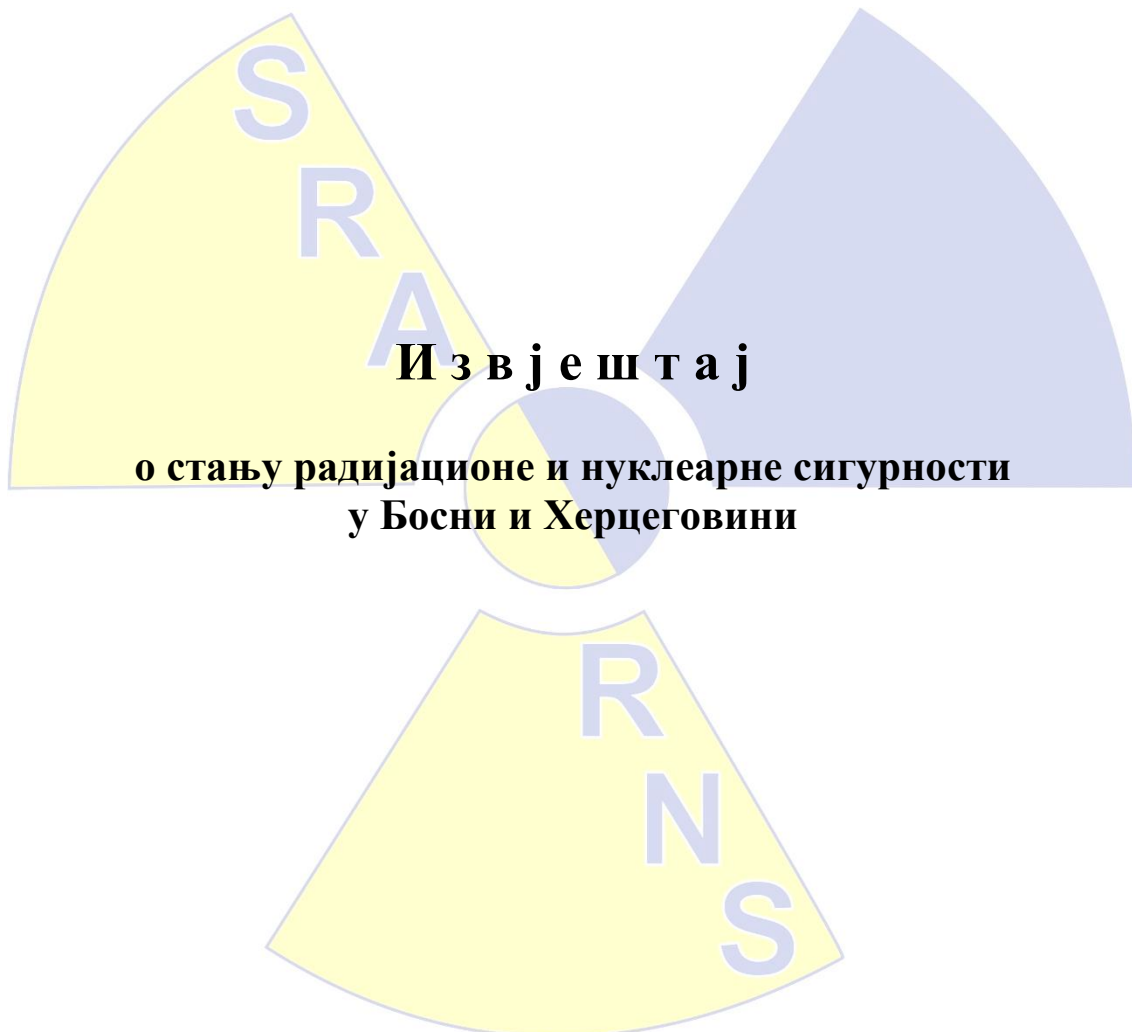 S
R
A
И з в ј е ш т а ј
о стању радијационе и нуклеарне сигурности
у Босни и Херцеговини
R
N
S